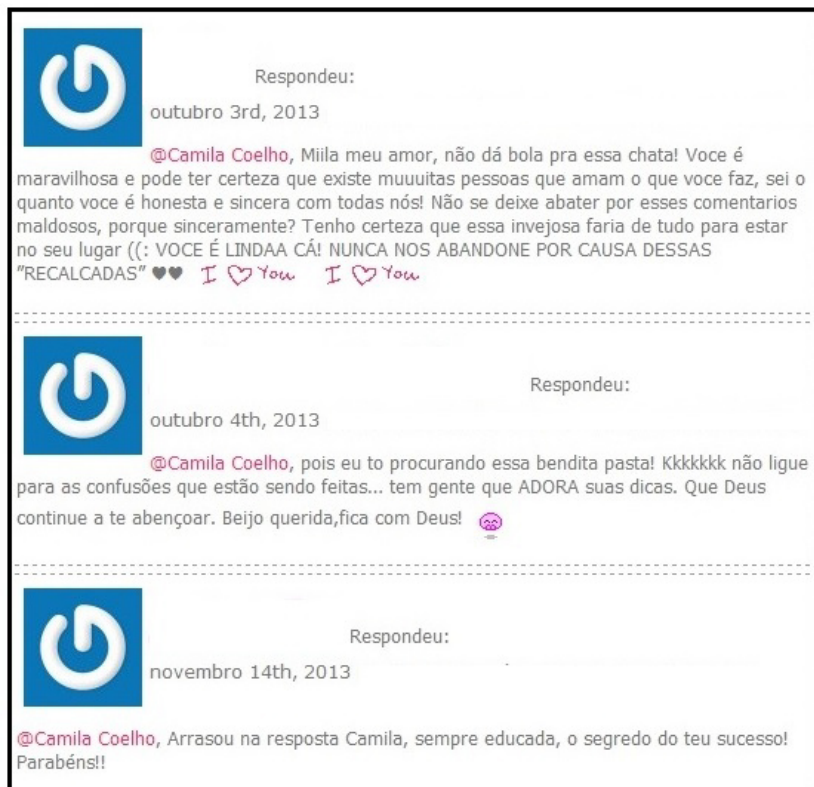 Respondeu:
outubro 3rd, 2013
@Camila Coelho, Miila meu amor, não dá bola pra essa chata! Voce é
maravilhosa e pode ter certeza que existe muuuitas pessoas que amam o que voce faz, sei o
quanto você é honesta e sincera com todas nós! Não se deixe abater por esses comentarios
maldosos, porque sinceramente? Tenho certeza que essa invejosa faria de tudo para estar
no seu lugar ((: VOCE É LINDAA CÁ! NUNCA NOS ABANDONE POR CAUSA DESSAS
"RECALCADAS" ♥♥ I ♡ You I ♡ You
Respondeu:
outubro 4th, 2013
@Camila Coelho, pois eu to procurando essa bendita pasta! Kkkkkkk não ligue
para as confusões que estão sendo feitas... tem gente que ADORA suas dicas. Que Deus
continue a te abençoar. Beijo querida,fica com Deus!
Respondeu:
novembro 14th, 2013
@Camila Coelho, Arrasou na resposta Camila, sempre educada, o segredo do teu sucesso!
Parabéns!!